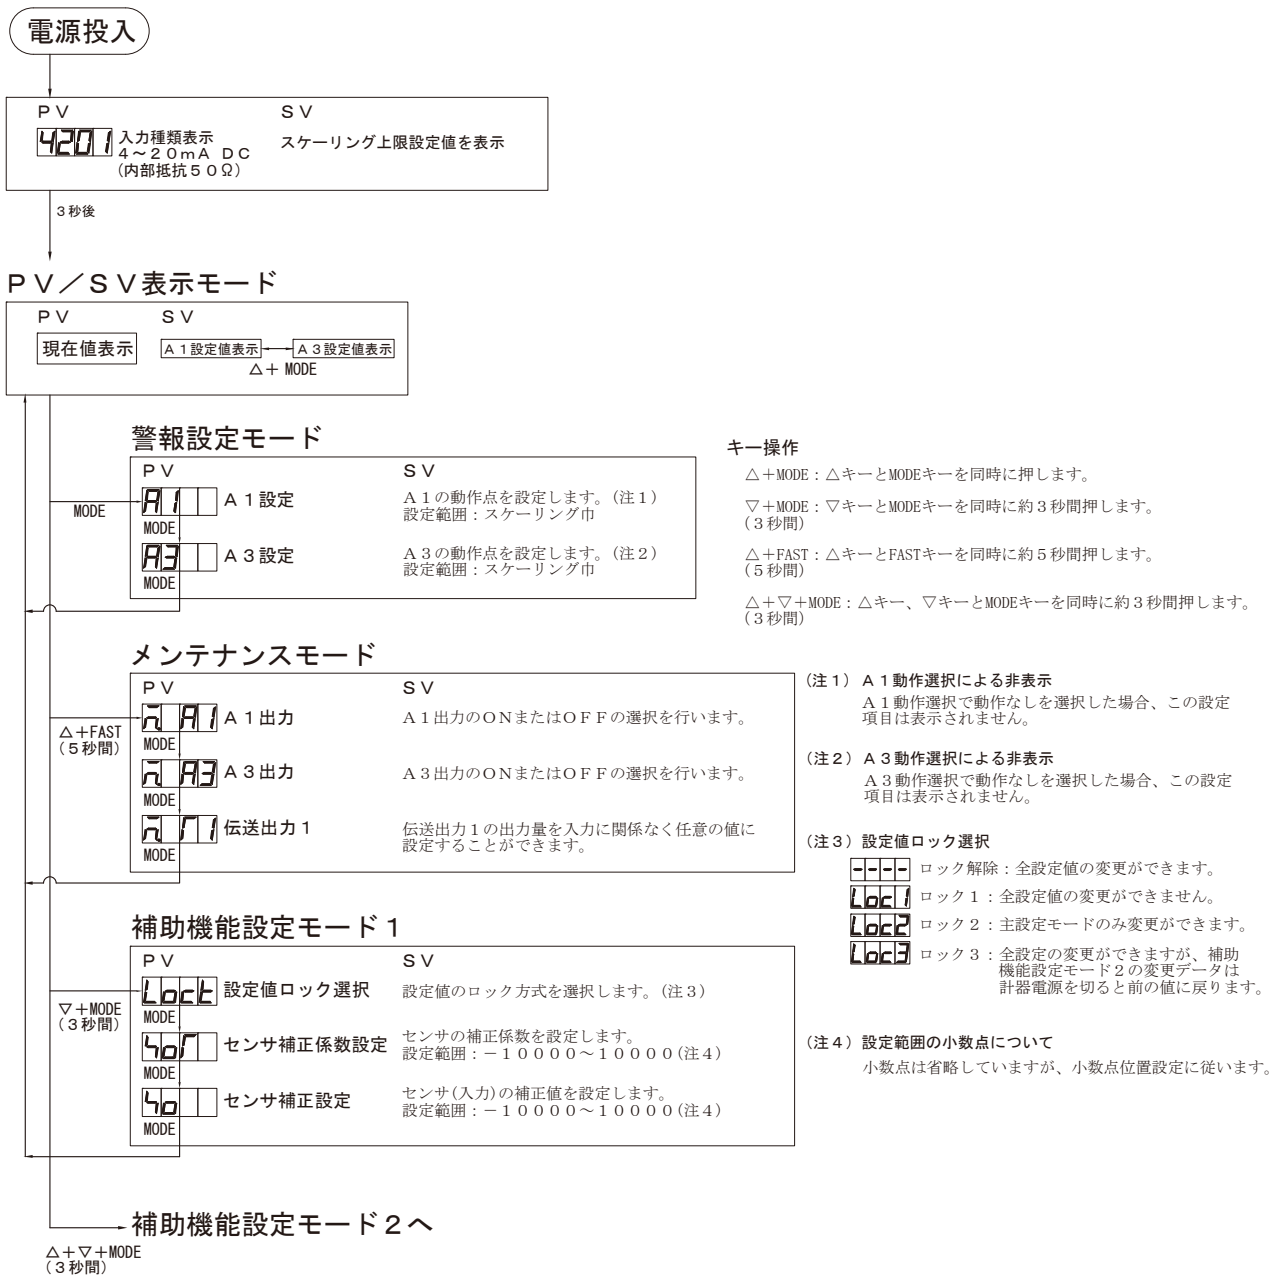 電源投入
ＰＶ ＳＶ
4201 入力種類表示 スケーリング上限設定値を表示
４～２０ｍＡ ＤＣ
(内部抵抗５０Ω)
３秒後
ＰＶ／ＳＶ表示モード
ＰＶ ＳＶ
現在値表示 Ａ１設定値表示 Ａ３設定値表示
△＋ MODE
警報設定モード
ＰＶ ＳＶ
MODE
A1 Ａ１設定 Ａ１の動作点を設定します。(注１)
設定範囲：スケーリング巾
MODE
A3 Ａ３設定 Ａ３の動作点を設定します。(注２)
設定範囲：スケーリング巾
MODE
キー操作
△＋MODE：△キーとMODEキーを同時に押します。
▽＋MODE：▽キーとMODEキーを同時に約３秒間押します。
(３秒間)
△＋FAST：△キーとFASTキーを同時に約５秒間押します。
(５秒間)
△＋▽＋MODE：△キー、▽キーとMODEキーを同時に約３秒間押します。
(３秒間)
メンテナンスモード
ＰＶ ＳＶ
△＋FAST
(５秒間)
A1 Ａ１出力 Ａ１出力のＯＮまたはＯＦＦの選択を行います。
MODE
A3 Ａ３出力 Ａ３出力のＯＮまたはＯＦＦの選択を行います。
MODE
伝送出力１ 伝送出力１の出力量を入力に関係なく任意の値に
設定することができます。
MODE
(注１) Ａ１動作選択による非表示
Ａ１動作選択で動作なしを選択した場合、この設定
項目は表示されません。
(注２) Ａ３動作選択による非表示
Ａ３動作選択で動作なしを選択した場合、この設定
項目は表示されません。
(注３) 設定値ロック選択
---- ロック解除：全設定値の変更ができます。
Loc1 ロック１：全設定値の変更ができません。
Loc2 ロック２：主設定モードのみ変更ができます。
Loc3 ロック３：全設定の変更ができますが、補助
機能設定モード２の変更データは
計器電源を切ると前の値に戻ります。
(注４) 設定範囲の小数点について
小数点は省略していますが、小数点位置設定に従います。
補助機能設定モード１
ＰＶ ＳＶ
▽＋MODE
(３秒間)
Loct 設定値ロック選択 設定値のロック方式を選択します。(注３)
MODE
センサ補正係数設定 センサの補正係数を設定します。
設定範囲：－１００００～１００００(注４)
MODE
センサ補正設定 センサ(入力)の補正値を設定します。
設定範囲：－１００００～１００００(注４)
MODE
補助機能設定モード２へ
△＋▽＋MODE
(３秒間)